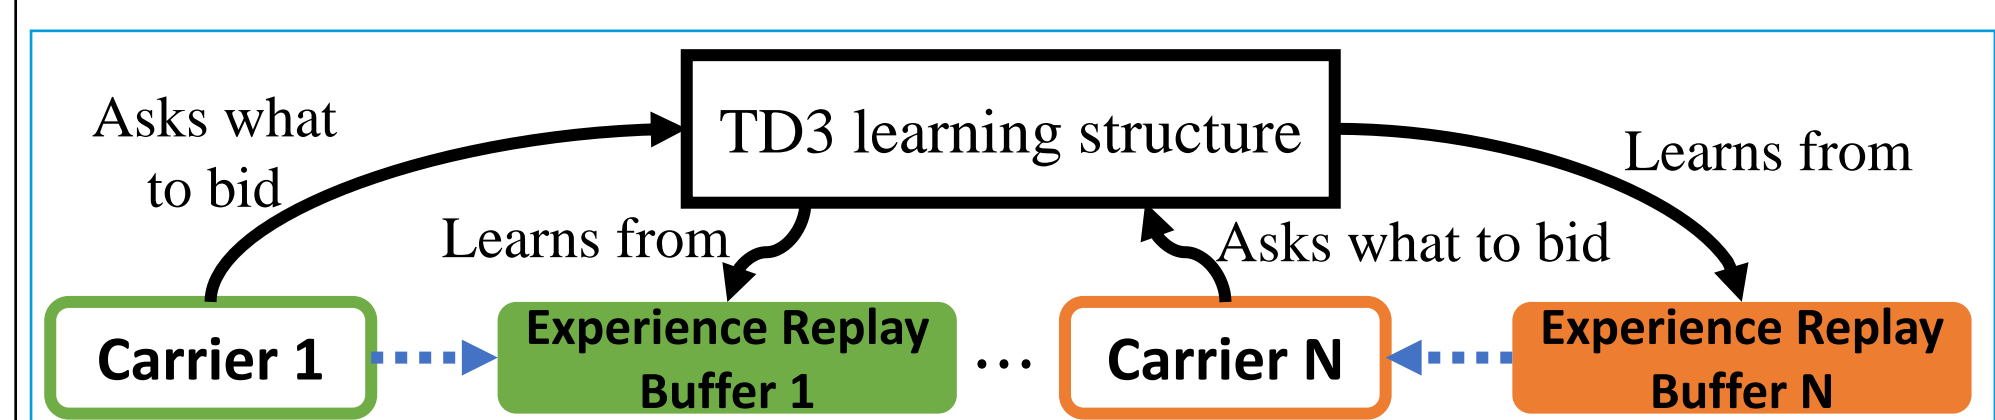 Asks what
to bid
TD3 learning structure
Learns from
Learns from
Asks what to bid
Carrier 1
Experience Replay
Buffer 1
...
Carrier N
Experience Replay
Buffer N